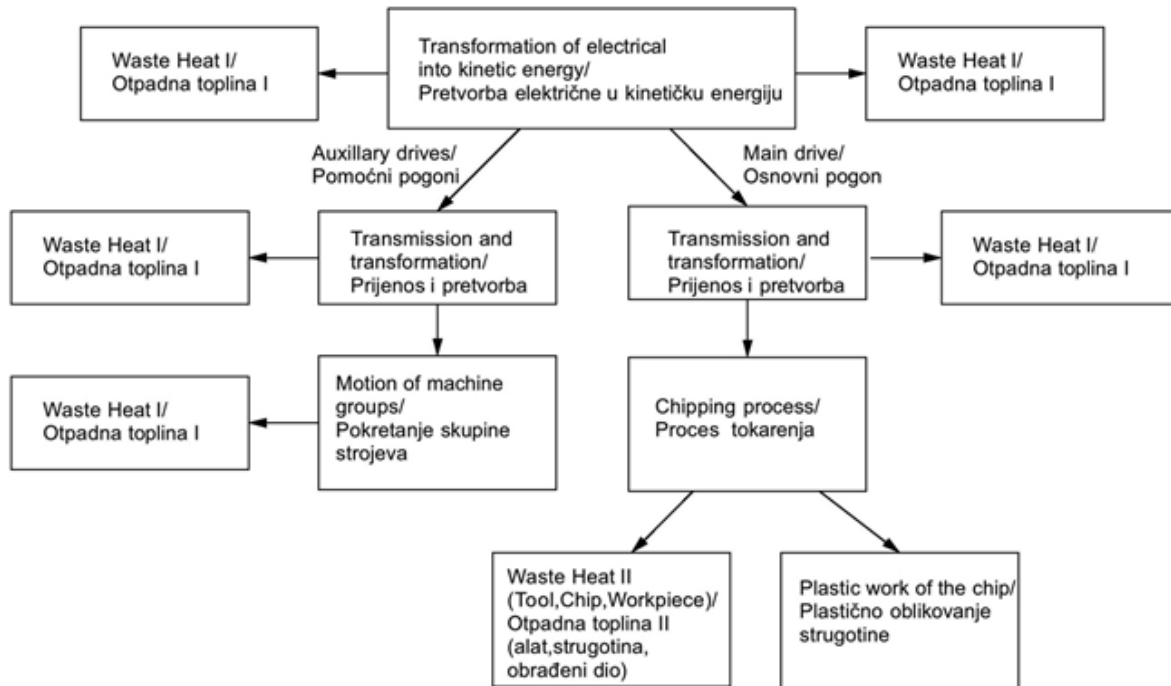 Transformation of electrical
into kinetic energy/
Pretvorba električne u kinetičku energiju
Waste Heat I/
Otpadna toplina I
Waste Heat I/
Otpadna toplina I
Auxillary drives/
Pomoćni pogoni
Main drive/
Osnovni pogon
Waste Heat I/
Otpadna toplina I
Transmission and
transformation/
Prijenos i pretvorba
Transmission and
transformation/
Prijenos i pretvorba
Waste Heat I/
Otpadna toplina I
Waste Heat I/
Otpadna toplina I
Motion of machine
groups/
Pokretanje skupine
strojeva
Chipping process/
Proces tokarenja
Waste Heat II
(Tool,Chip,Workpiece)/
Otpadna toplina II
(alat,strugotina,
obrađeni dio)
Plastic work of the chip/
Plastično oblikovanje
strugotine